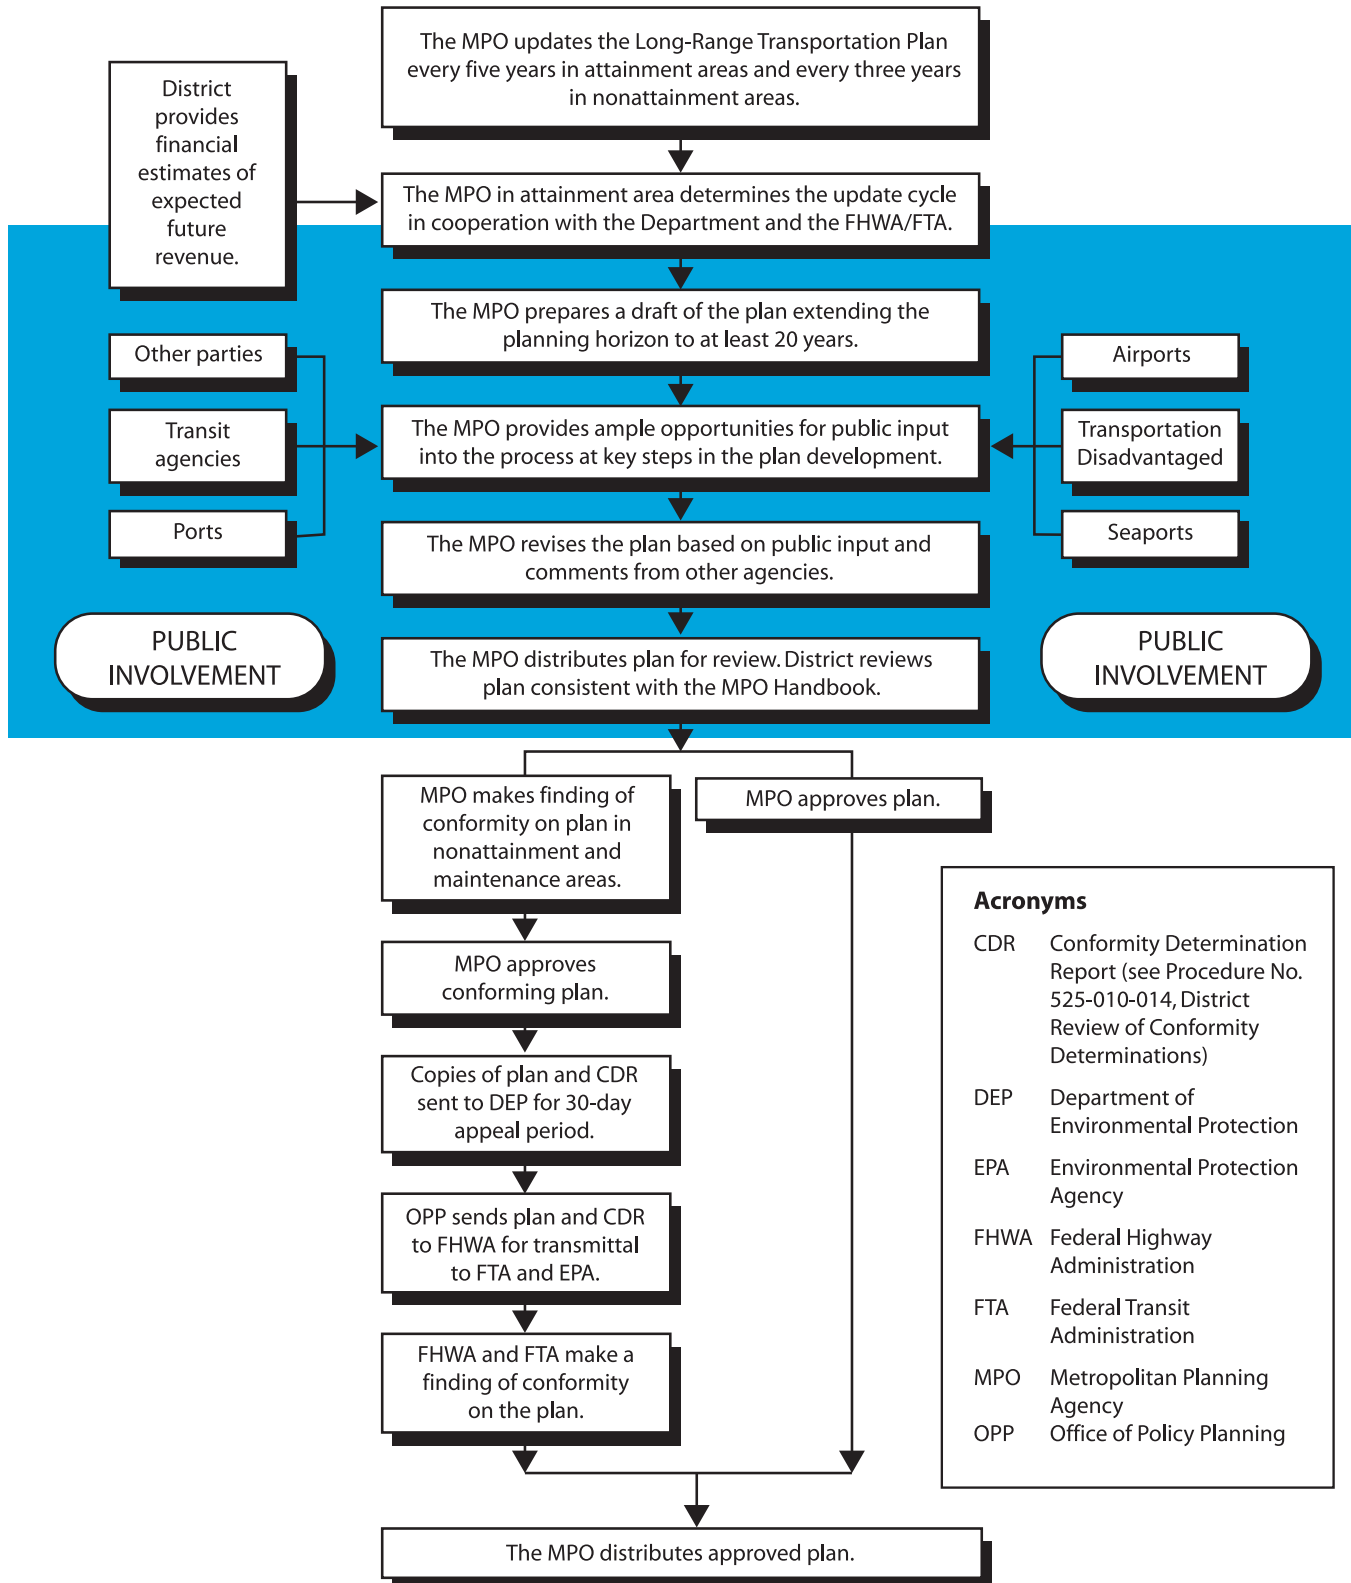 The MPO updates the Long-Range Transportation Plan
every five years in attainment areas and every three years
in nonattainment areas.
District
provides
financial
estimates of
expected
future
revenue.
The MPO in attainment area determines the update cycle
in cooperation with the Department and the FHWA/FTA.
The MPO prepares a draft of the plan extending the
planning horizon to at least 20 years.
Other parties
Transit
agencies
Ports
The MPO provides ample opportunities for public input
into the process at key steps in the plan development.
Airports
Transportation
Disadvantaged
Seaports
The MPO revises the plan based on public input and
comments from other agencies.
PUBLIC
INVOLVEMENT
The MPO distributes plan for review. District reviews
plan consistent with the MPO Handbook.
PUBLIC
INVOLVEMENT
MPO makes finding of
conformity on plan in
nonattainment and
maintenance areas.
MPO approves plan.
MPO approves
conforming plan.
Copies of plan and CDR
sent to DEP for 30-day
appeal period.
OPP sends plan and CDR
to FHWA for transmittal
to FTA and EPA.
FHWA and FTA make a
finding of conformity
on the plan.
The MPO distributes approved plan.
Acronyms
CDR Conformity Determination
Report (see Procedure No.
525-010-014, District
Review of Conformity
Determinations)
DEP Department of
Environmental Protection
EPA Environmental Protection
Agency
FHWA Federal Highway
Administration
FTA Federal Transit
Administration
MPO Metropolitan Planning
Agency
OPP Office of Policy Planning